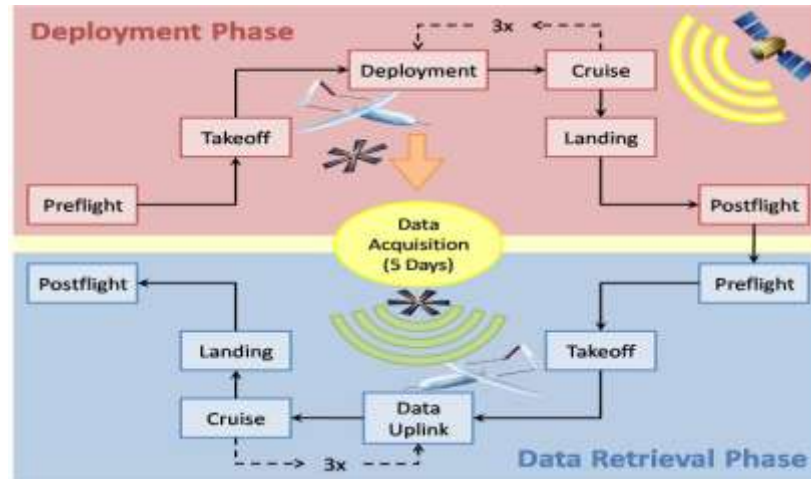 Deployment Phase
3x
Deployment
Cruise
Takeoff
Landing
Preflight
Postflight
Data
Acquisition
(5 Days)
Postflight
Preflight
Landing
Takeoff
Cruise
Data
Uplink
3x
Data Retrieval Phase